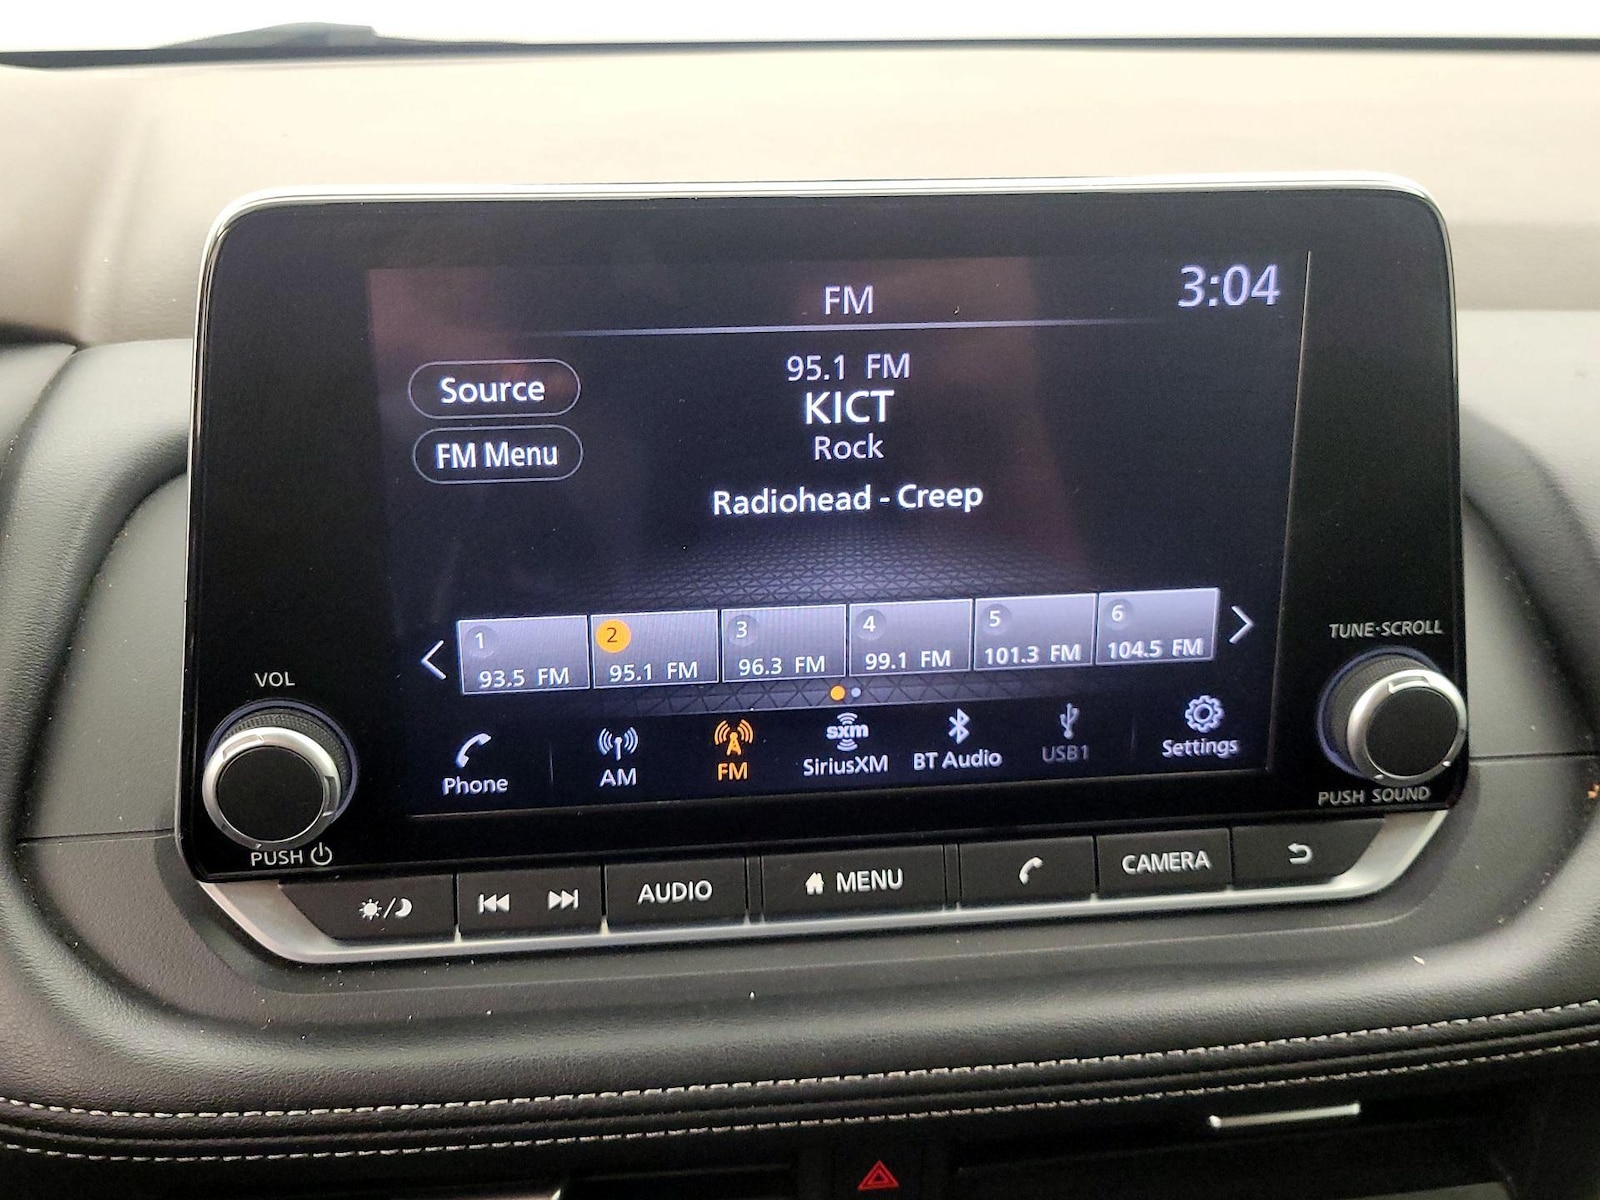 FM
3:04
Source
FM Menu
95.1 FM
KICT
Rock
Radiohead - Creep
1
93.5 FM
2
95.1 FM
3
96.3 FM
4
99.1 FM
5
101.3 FM
6
104.5 FM
Phone
AM
FM
sxm
SiriusXM
BT Audio
USB1
Settings
VOL
PUSH
TUNE·SCROLL
PUSH SOUND
AUDIO
MENU
CAMERA